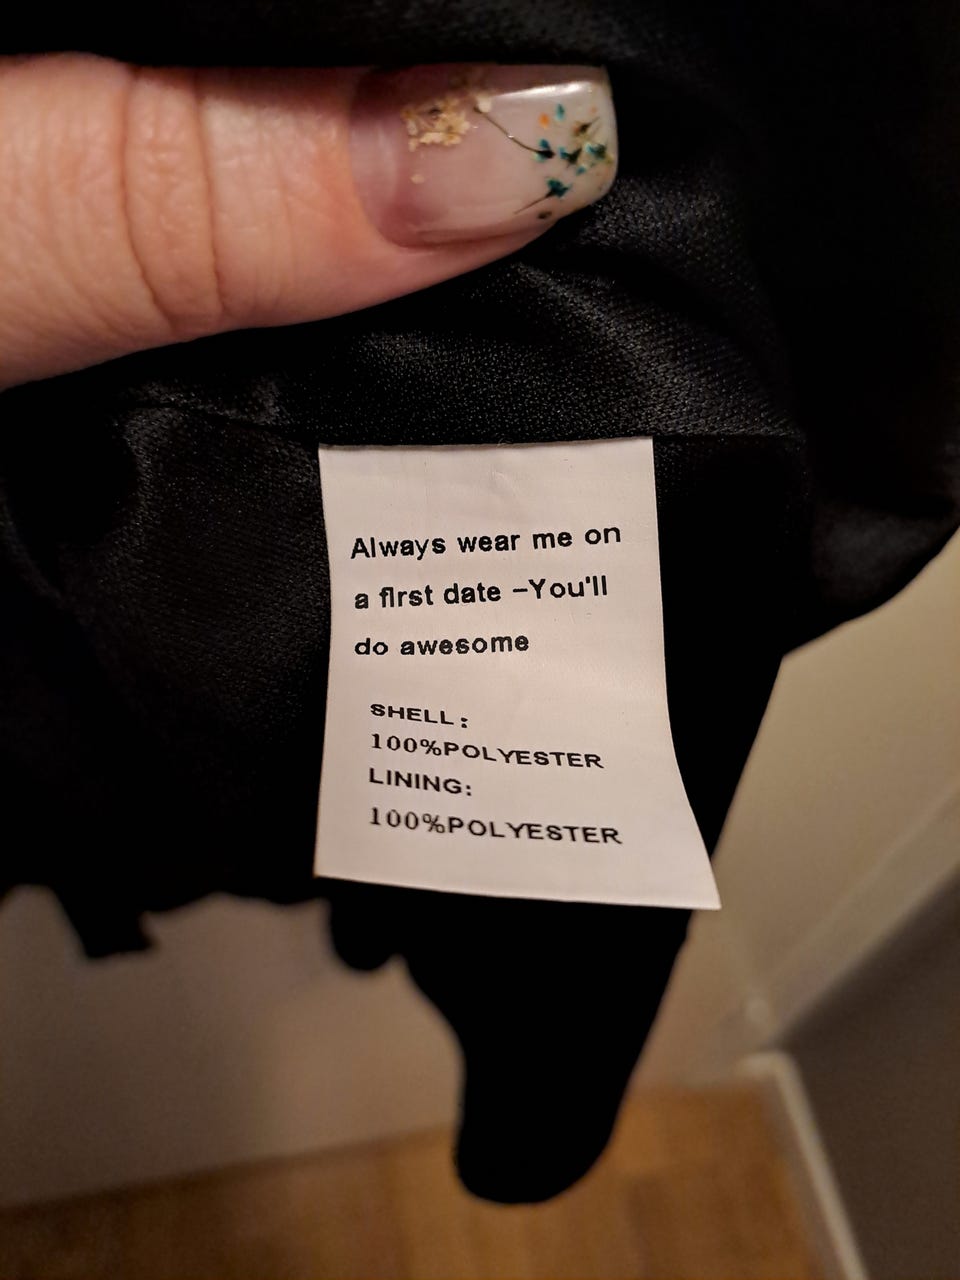 Always wear me on
a first date –You'll
do awesome
SHELL:
100%POLYESTER
LINING:
100%POLYESTER